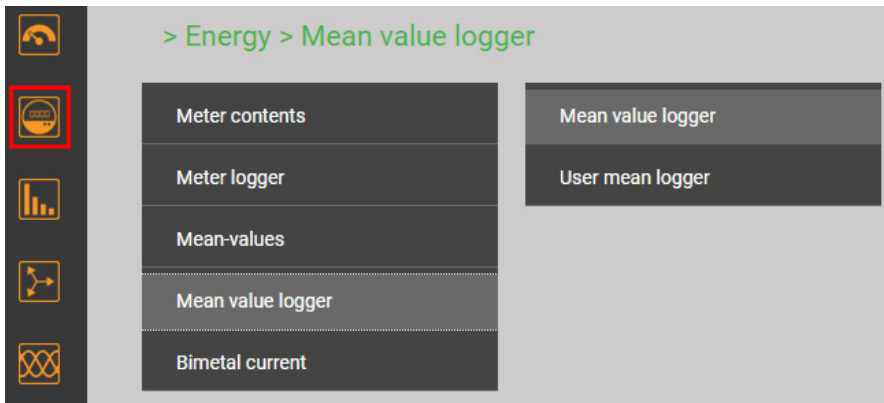 > Energy > Mean value logger
Meter contents
Meter logger
Mean-values
Mean value logger
Bimetal current
Mean value logger
User mean logger